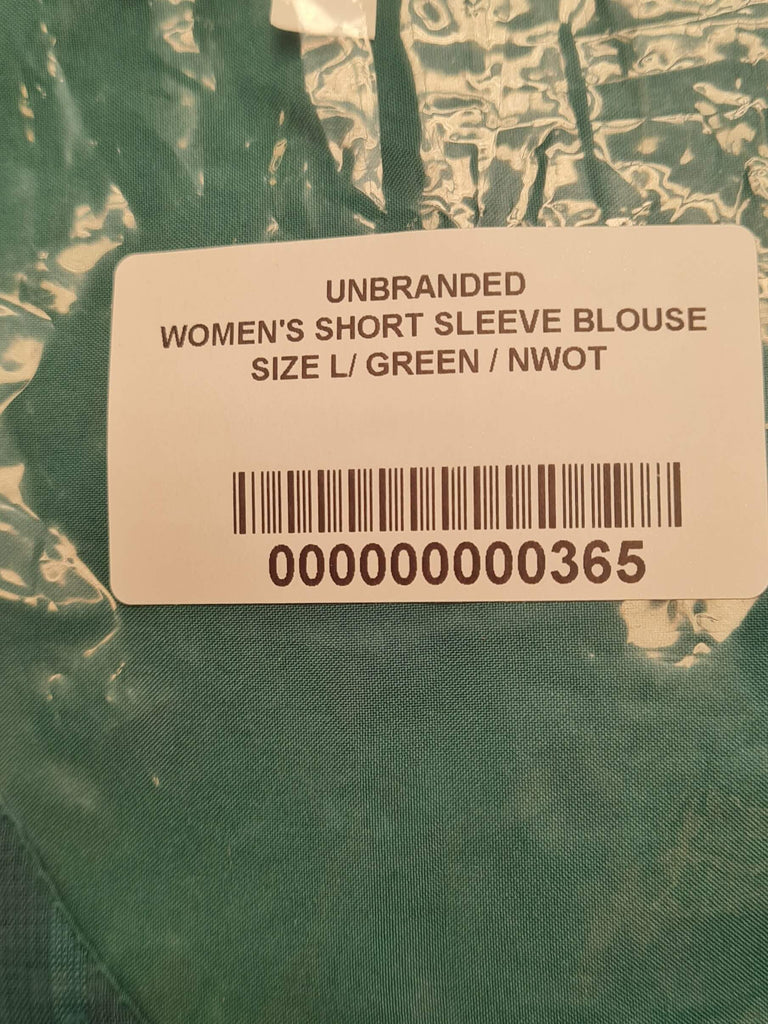 UNBRANDED
WOMEN'S SHORT SLEEVE BLOUSE
SIZE L/ GREEN / NWOT
000000000365